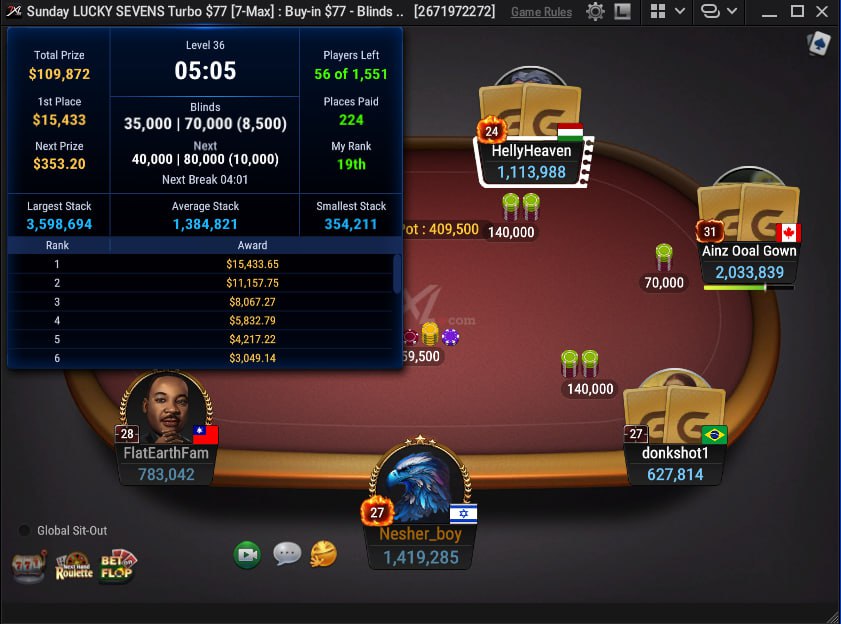 Sunday LUCKY SEVENS Turbo $77 [7-Max] : Buy-in $77 - Blinds .. [2671972272] Game Rules
Total Prize
$109,872
Level 36
05:05
Players Left
56 of 1,551
1st Place
$15,433
Blinds
35,000 | 70,000 (8,500)
Places Paid
224
Next Prize
$353.20
Next
40,000 | 80,000 (10,000)
Next Break 04:01
My Rank
19th
Largest Stack
3,598,694
Average Stack
1,384,821
Smallest Stack
354,211
Rank Award
1 $15,433.65
2 $11,157.75
3 $8,067.27
4 $5,832.79
5 $4,217.22
6 $3,049.14
24
HellyHeaven
1,113,988
140,000
Pot : 409,500
31
Ainz Ooal Gown
2,033,839
70,000
.com
59,500
140,000
28
FlatEarthFam
783,042
27
donkshot1
627,814
27
Nesher_boy
1,419,285
Global Sit-Out
777
Next Hand
Roulette
BET on
FLOP